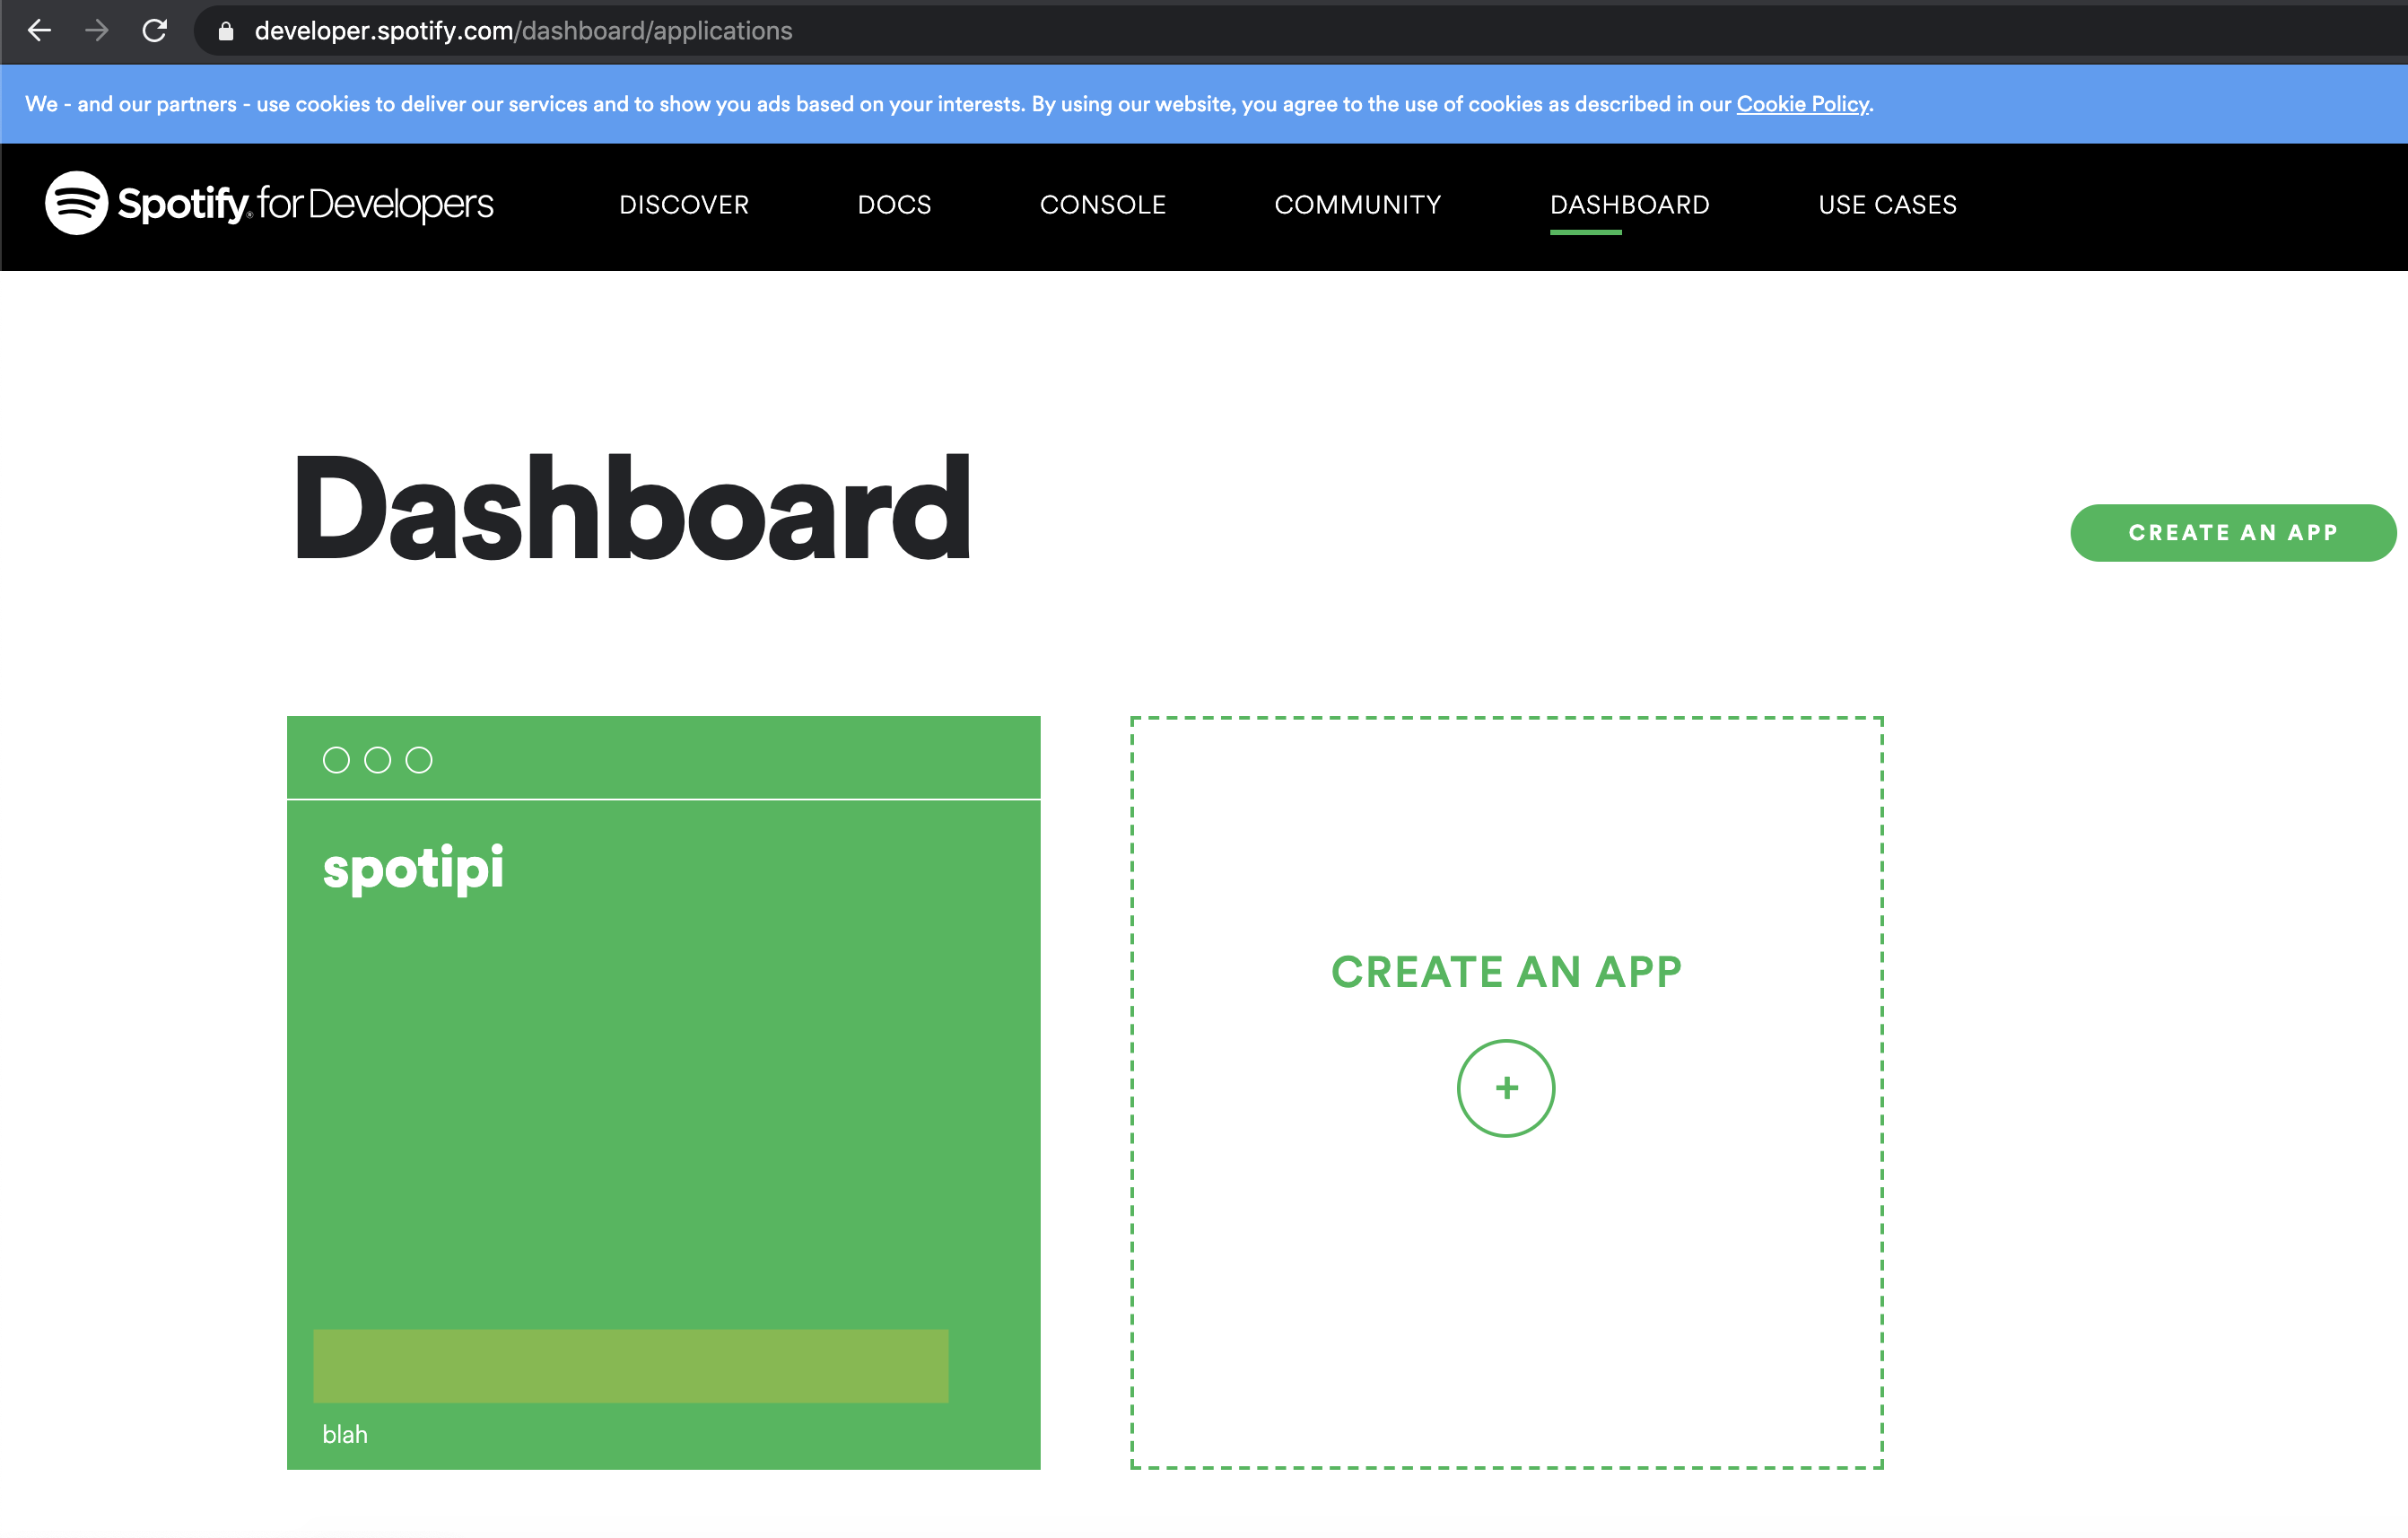 developer.spotify.com/dashboard/applications
We - and our partners - use cookies to deliver our services and to show you ads based on your interests. By using our website, you agree to the use of cookies as described in our Cookie Policy.
Spotify® for Developers
DISCOVER
DOCS
CONSOLE
COMMUNITY
DASHBOARD
USE CASES
Dashboard
CREATE AN APP
spotipi
CREATE AN APP
+
blah